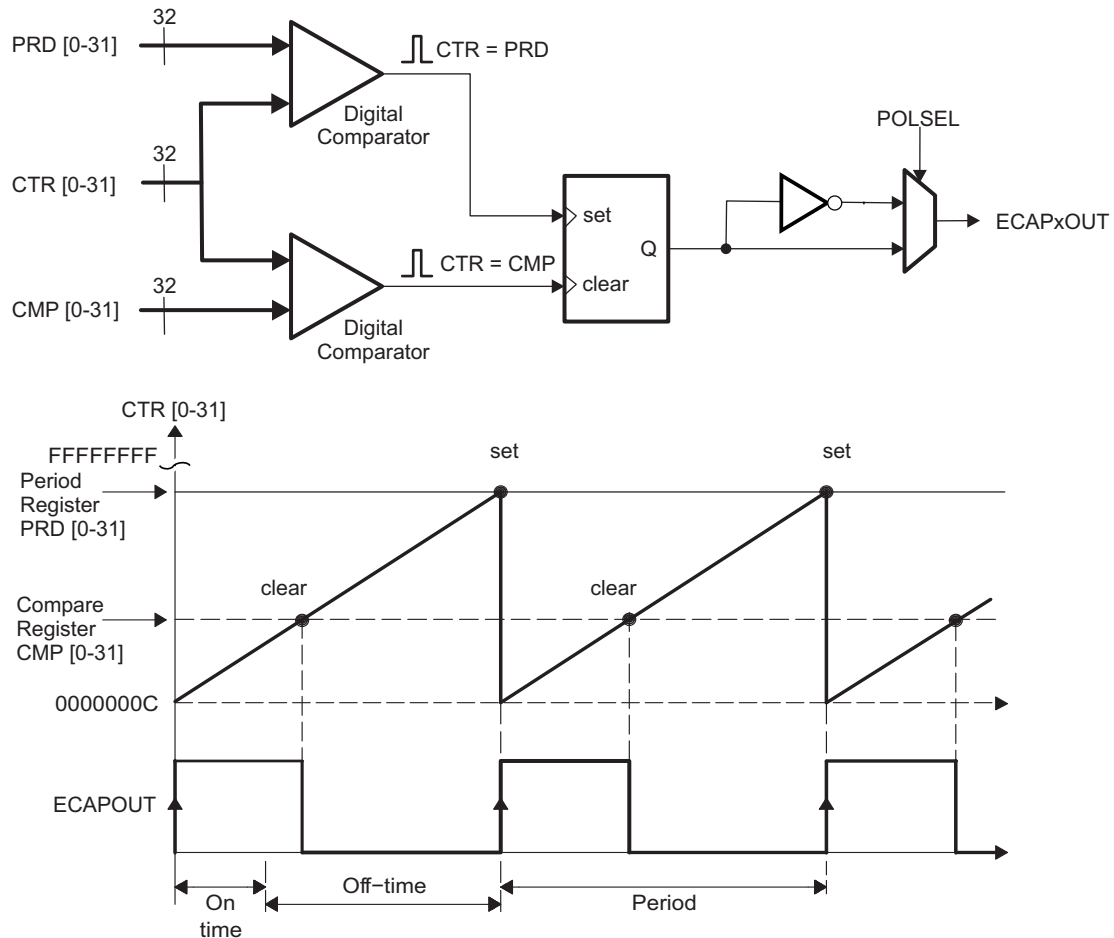 32
PRD [0-31]
CTR = PRD
Digital
Comparator
POLSEL
32
CTR [0-31]
set
ECAPxOUT
Q
CTR = CMP
clear
32
CMP [0-31]
Digital
Comparator
CTR [0-31]
FFFFFFFF
set
set
Period
Register
PRD [0-31]
clear
clear
Compare
Register
CMP [0-31]
0000000C
ECAPOUT
Off−time
On
time
Period